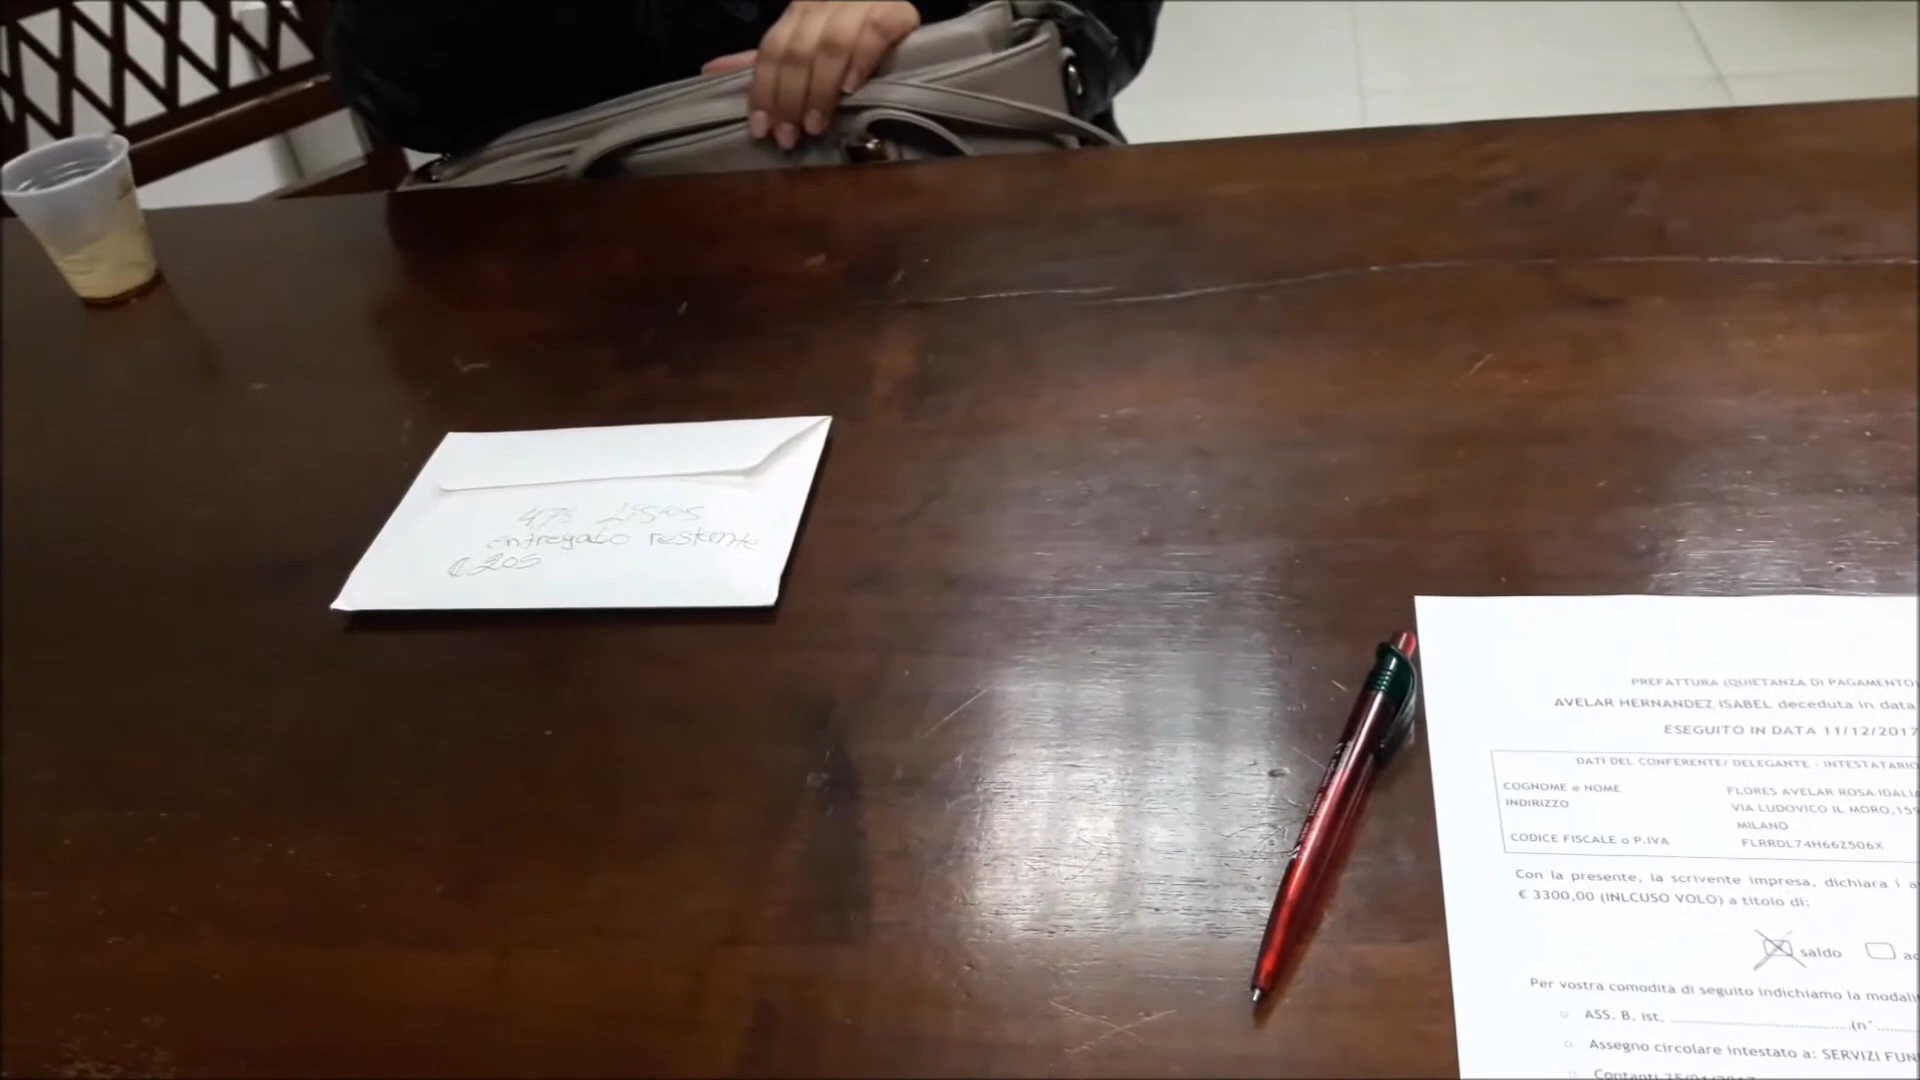 entregado restante
€ 205
PREFATTURA (QUIETANZA DI PAGAMENTO)
AVELAR HERNANDEZ ISABEL deceduta in data
ESEGUITO IN DATA 11/12/2017
DATI DEL CONFERENTE/ DELEGANTE - INTESTATARIO
COGNOME e NOME FLORES AVELAR ROSA IDALIA
INDIRIZZO VIA LUDOVICO IL MORO,159
MILANO
CODICE FISCALE o P.IVA FLRRDL74H66Z506X
Con la presente, la scrivente impresa, dichiara i a
€ 3300,00 (INLCUSO VOLO) a titolo di:
saldo ac
Per vostra comodità di seguito indichiamo la modali
ASS. B. ist. (n°
Assegno circolare intestato a: SERVIZI FUN
Contanti